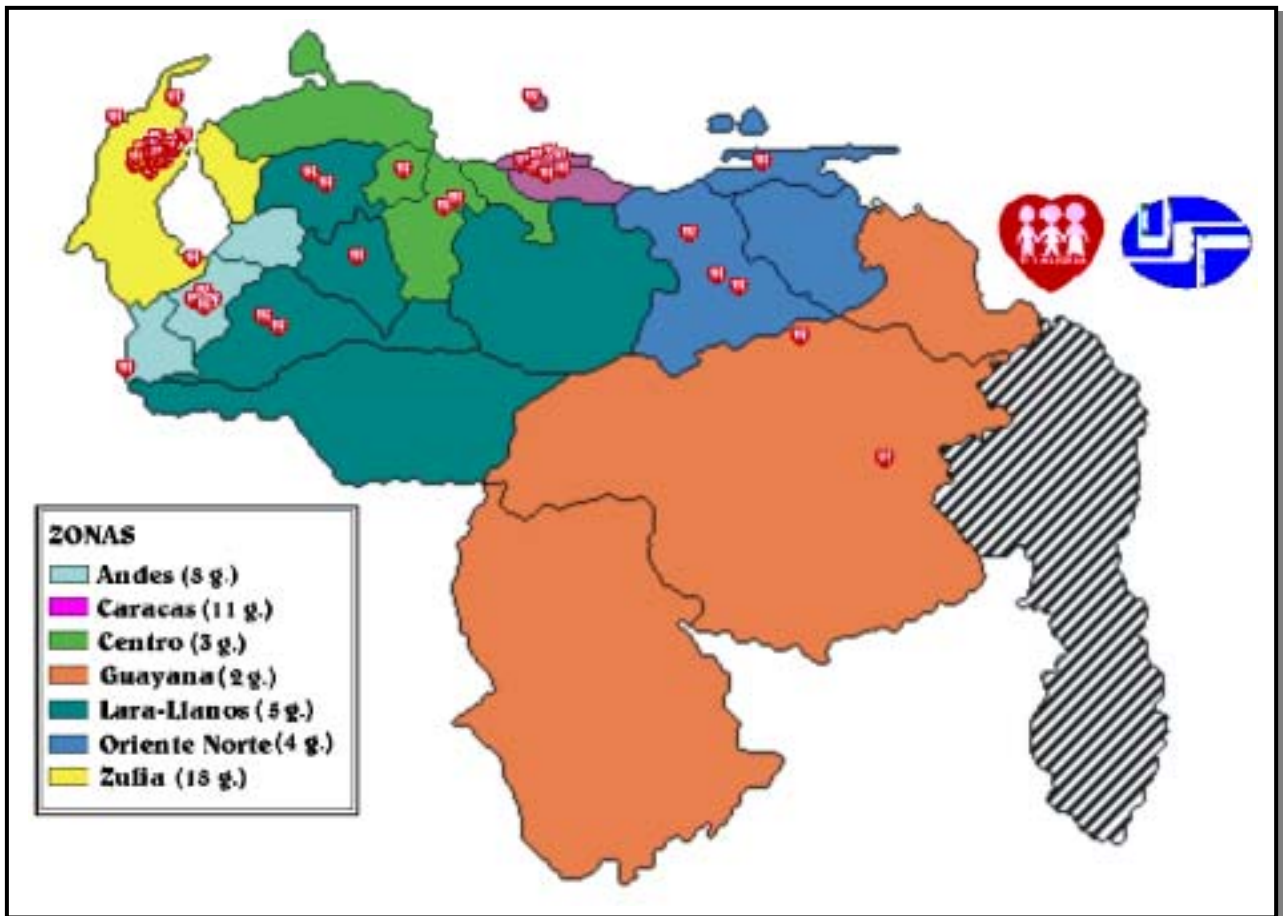 ZONAS
Andes (8 g.)
Caracas (11 g.)
Centro (3 g.)
Guayana (2 g.)
Lara-Llanos (5 g.)
Oriente Norte (4 g.)
Zulia (18 g.)